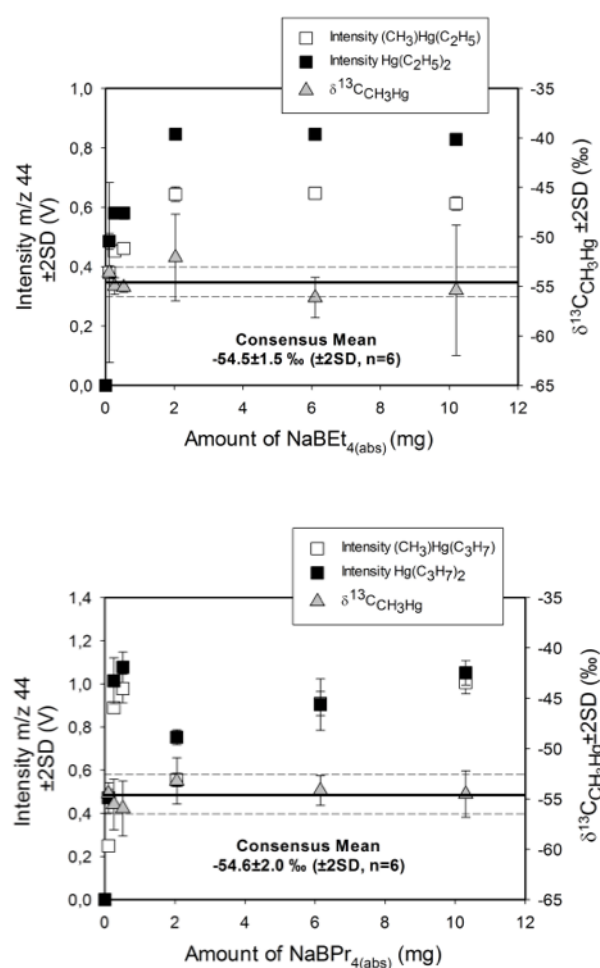 Intensity (CH3)Hg(C2H5)
Intensity Hg(C2H5)2
δ13CCH3Hg
1,0
0,8
0,6
0,4
0,2
0,0
Intensity m/z 44
±2SD (V)
-35
-40
-45
-50
-55
-60
-65
δ13CCH3Hg ±2SD (‰)
Consensus Mean
-54.5±1.5 ‰ (±2SD, n=6)
0 2 4 6 8 10 12
Amount of NaBEt4(abs) (mg)
Intensity (CH3)Hg(C3H7)
Intensity Hg(C3H7)2
δ13CCH3Hg
1,4
1,2
1,0
0,8
0,6
0,4
0,2
0,0
Intensity m/z 44
±2SD (V)
-35
-40
-45
-50
-55
-60
-65
δ13CCH3Hg±2SD (‰)
Consensus Mean
-54.6±2.0 ‰ (±2SD, n=6)
0 2 4 6 8 10 12
Amount of NaBPr4(abs) (mg)